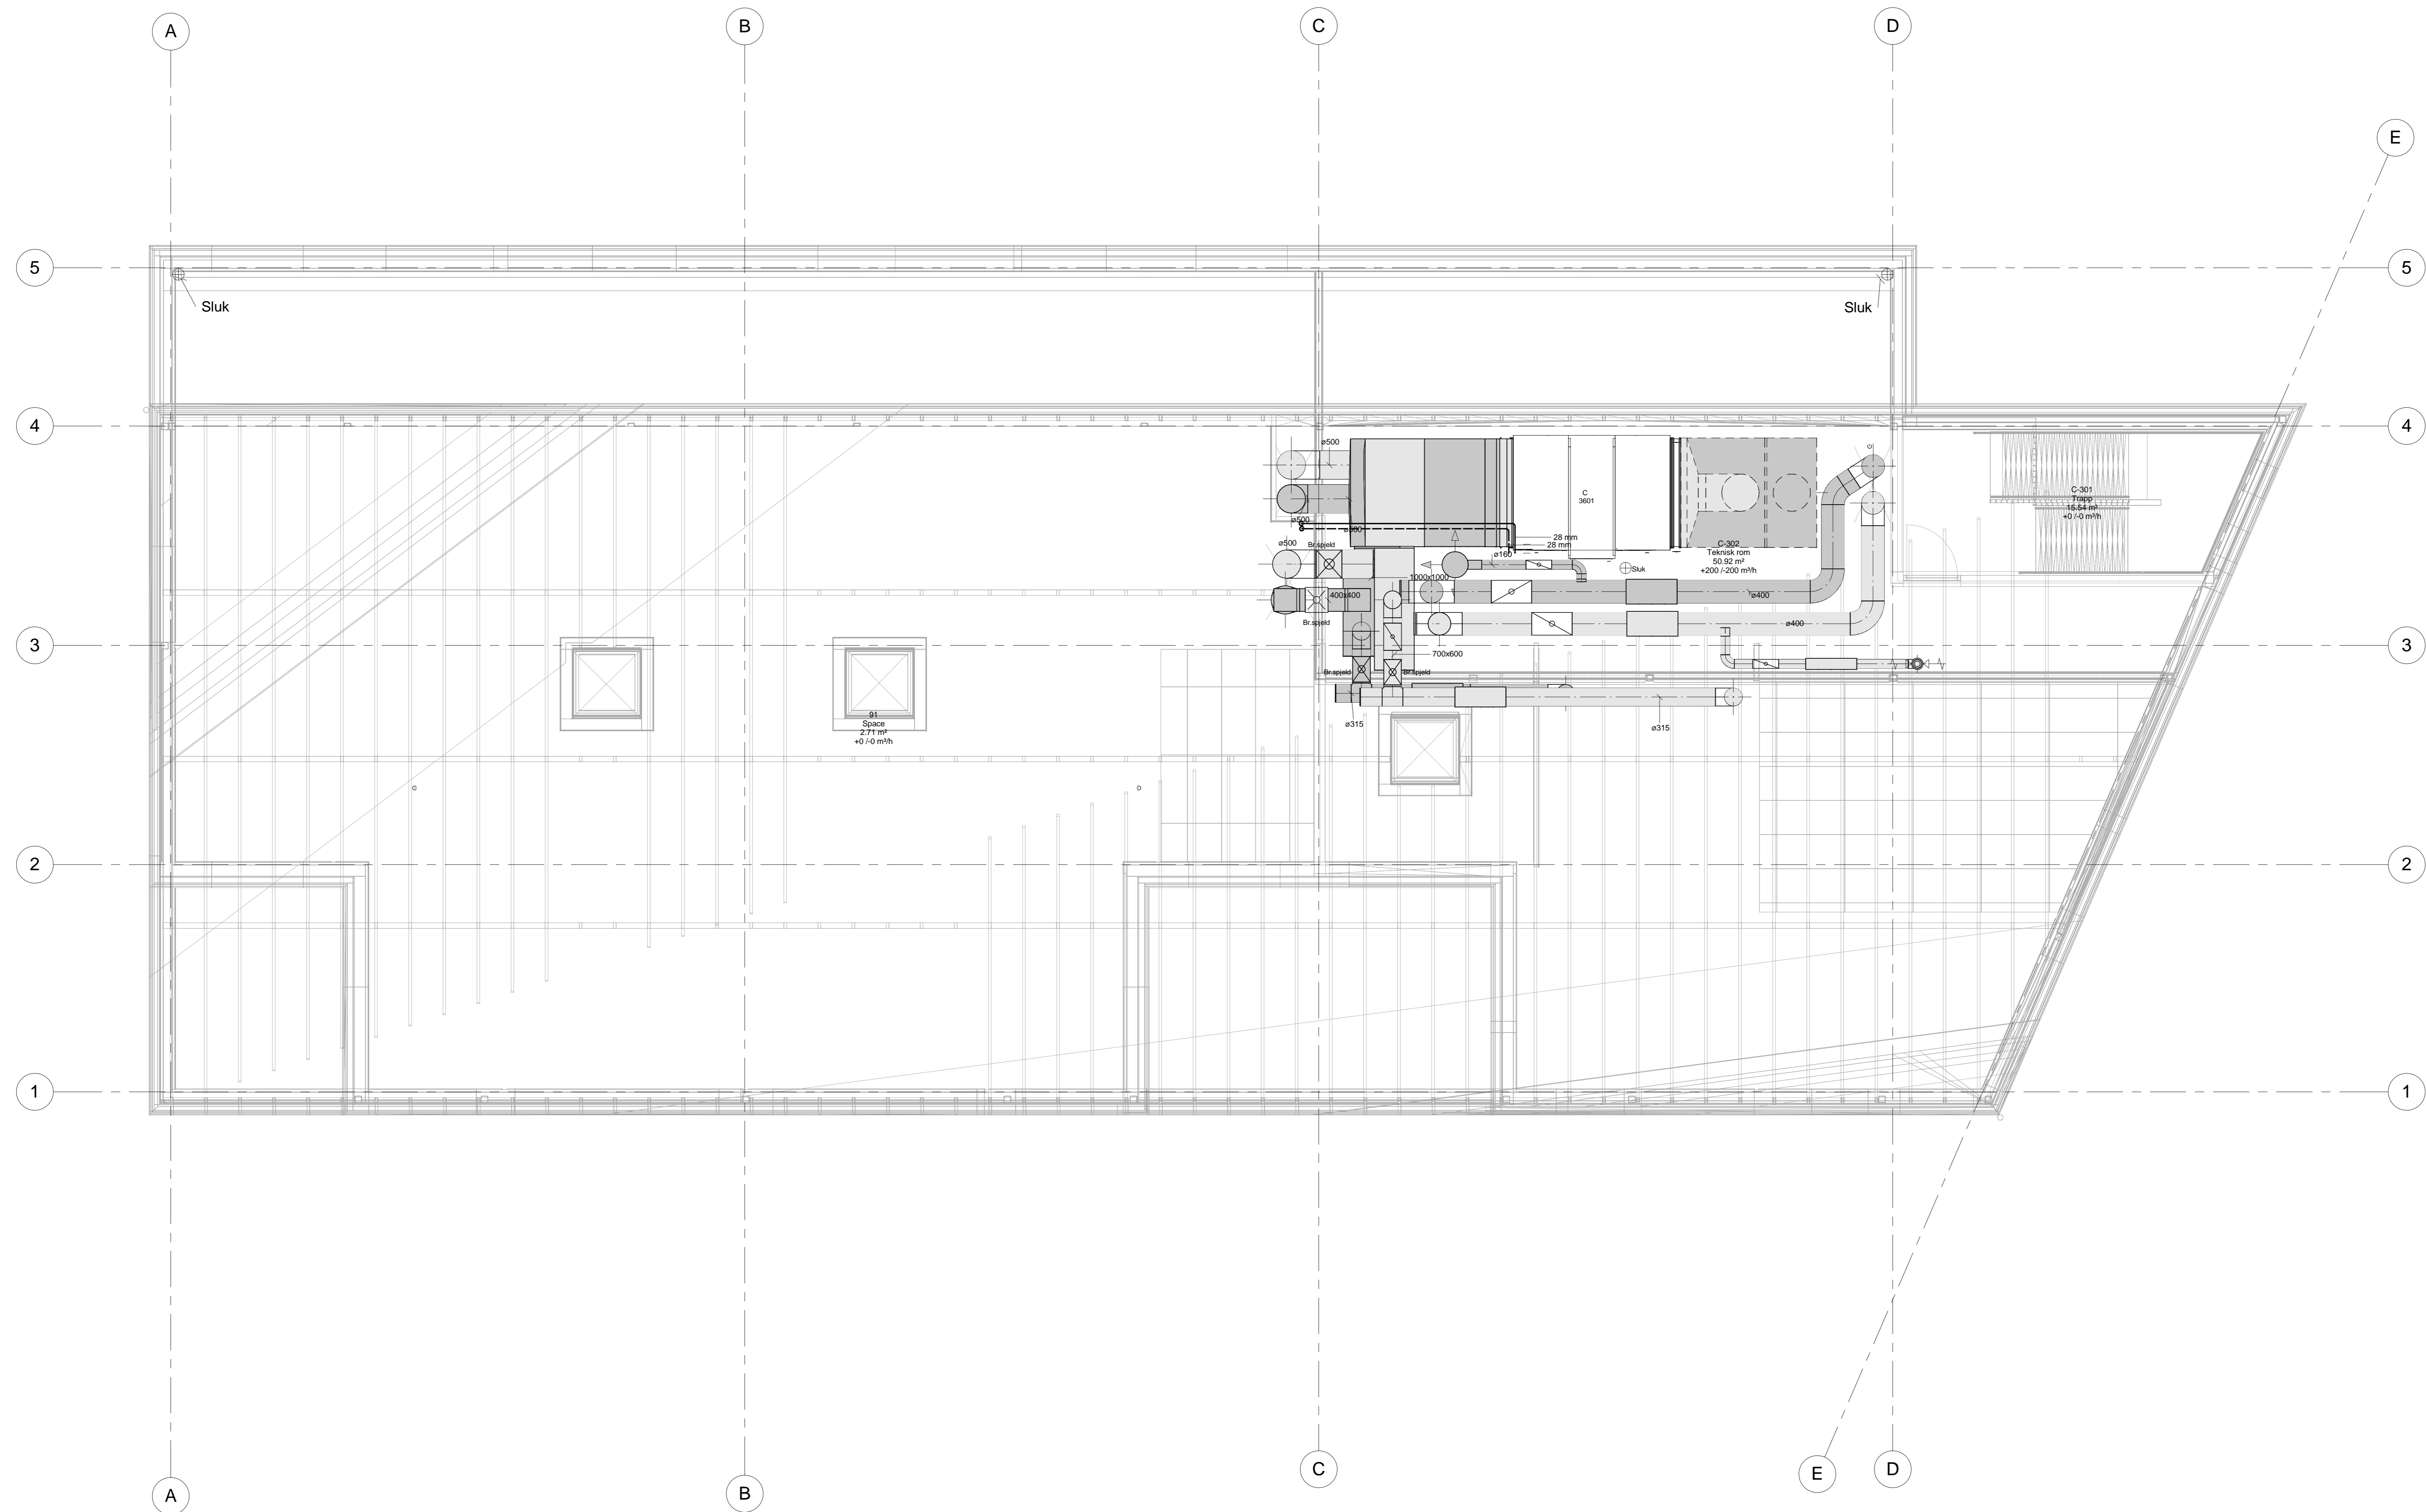 A
B
C
D
E
5
5
Sluk
Sluk
4
4
ø500
C
3601
C-301
Trapp
15.54 m²
+0 /-0 m³/h
ø500
ø500
28 mm
28 mm
ø500
Br.spjeld
ø160
C-302
Teknisk rom
50.92 m²
+200 /-200 m³/h
Sluk
1000x1000
400x400
ø400
Br.spjeld
ø400
3
3
700x600
Br.spjeld
Br.spjeld
ø315
ø315
91
Space
2.71 m²
+0 /-0 m³/h
2
2
1
1
A
B
C
E
D